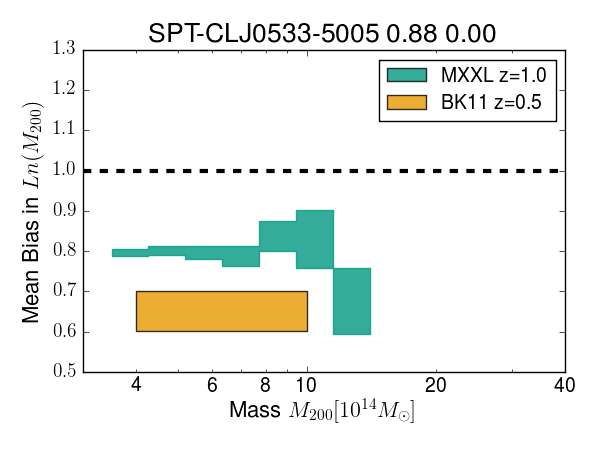 SPT-CLJ0533-5005 0.88 0.00
MXXL z=1.0
BK11 z=0.5
Mean Bias in Ln(M200)
1.3
1.2
1.1
1.0
0.9
0.8
0.7
0.6
0.5
4 6 8 10 20 40
Mass M200[10^14 M⊙]